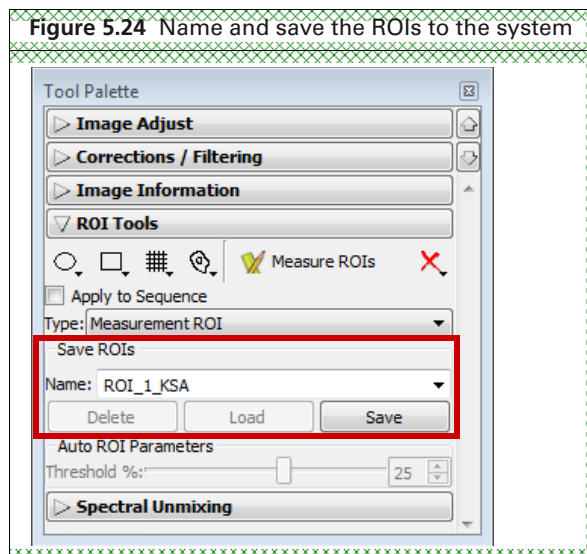 Figure 5.24 Name and save the ROIs to the system
Tool Palette
Image Adjust
Corrections / Filtering
Image Information
ROI Tools
Measure ROIs
Apply to Sequence
Type: Measurement ROI
Save ROIs
Name: ROI_1_KSA
Delete Load Save
Auto ROI Parameters
Threshold %: 25
Spectral Unmixing